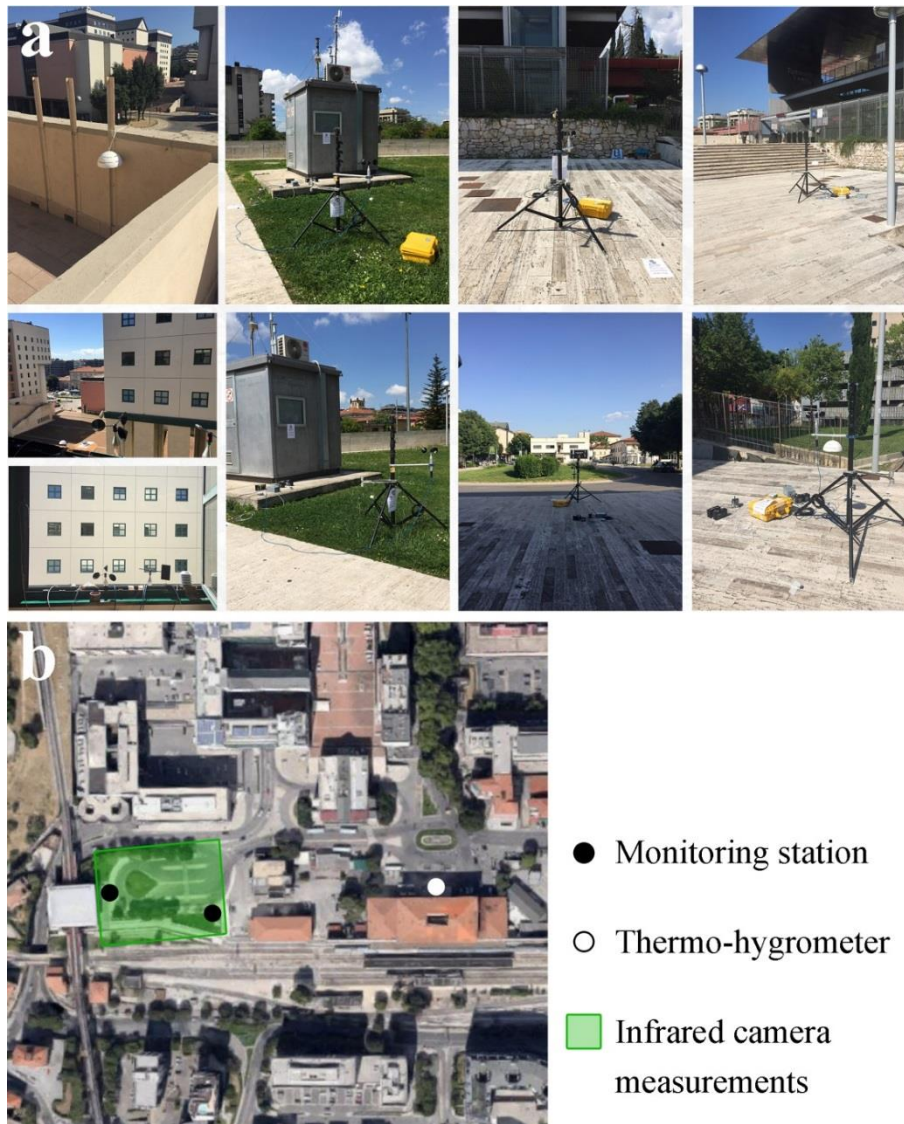 a
b
Monitoring station
Thermo-hygrometer
Infrared camera
measurements